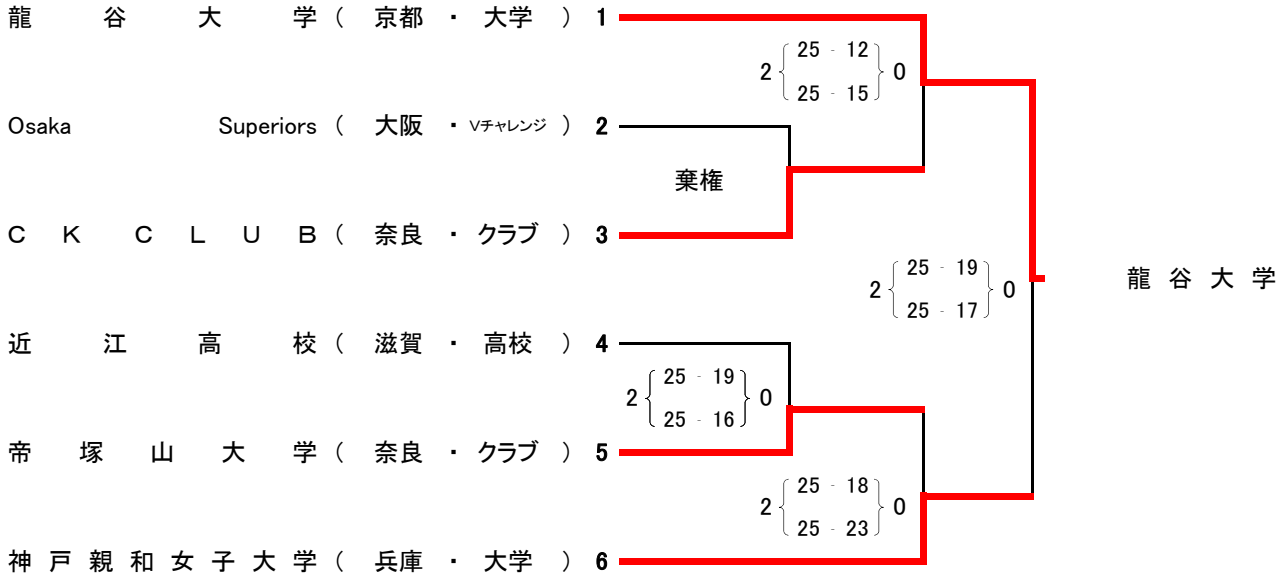 龍谷大学 ( 京都 ・ 大学 ) 1
25 - 12
2 0
25 - 15
Osaka Superiors ( 大阪 ・ Vチャレンジ ) 2
棄権
CK CLUB ( 奈良 ・ クラブ ) 3
25 - 19
2 0
25 - 17
龍谷大学
近江高校 ( 滋賀 ・ 高校 ) 4
25 - 19
2 0
25 - 16
帝塚山大学 ( 奈良 ・ クラブ ) 5
25 - 18
2 0
25 - 23
神戸親和女子大学 ( 兵庫 ・ 大学 ) 6